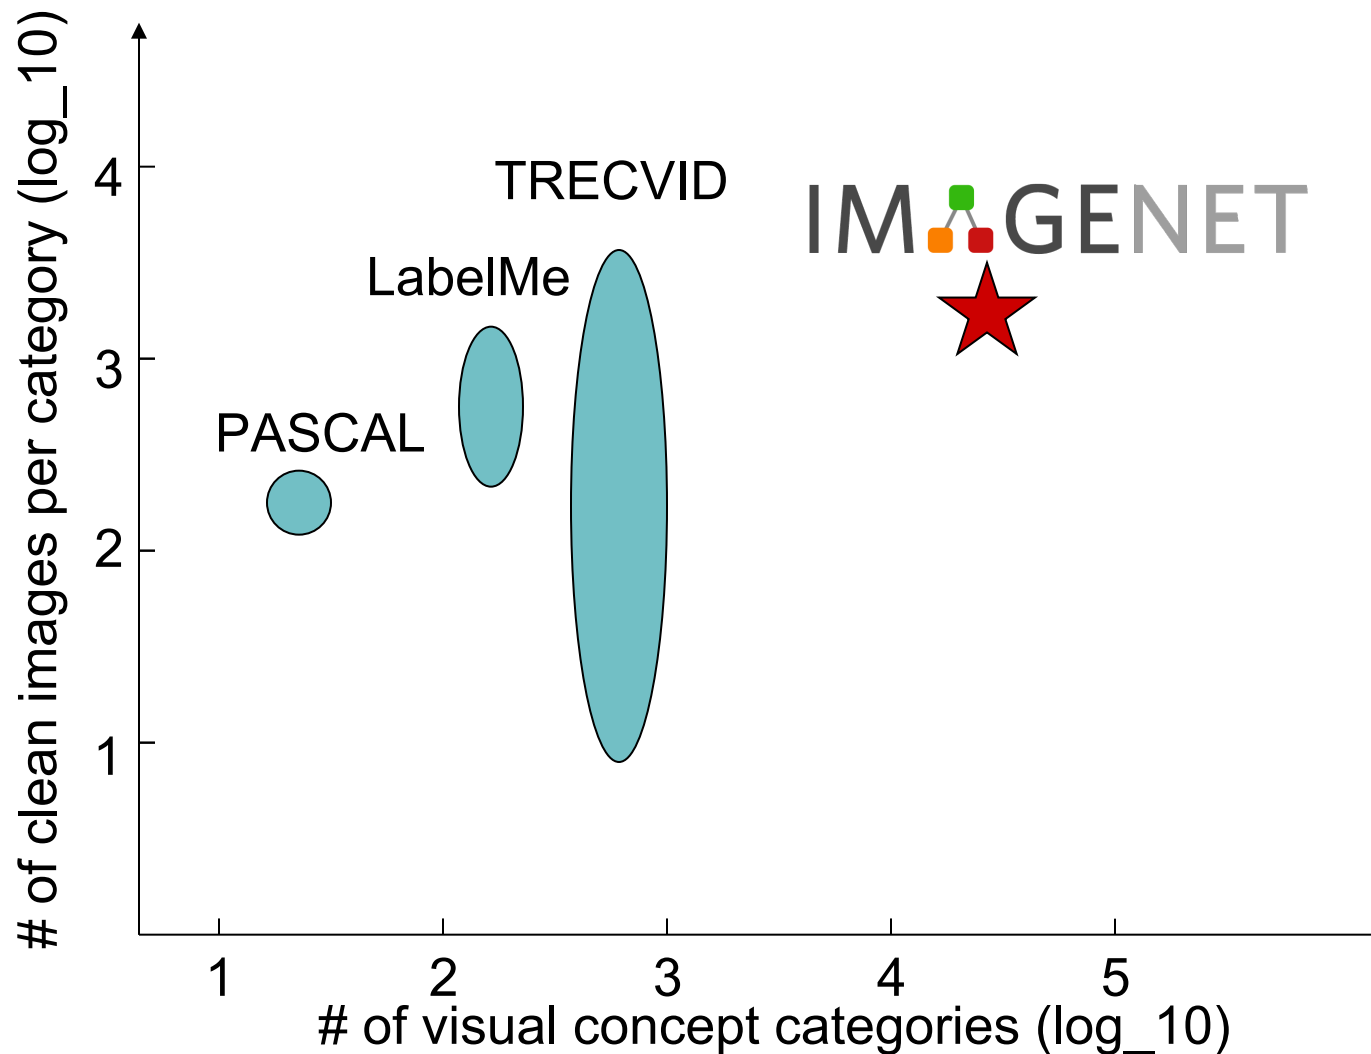 # of clean images per category (log_10)
4
3
2
1
TRECVID
IMAGENET
LabelMe
PASCAL
1 2 3 4 5
# of visual concept categories (log_10)